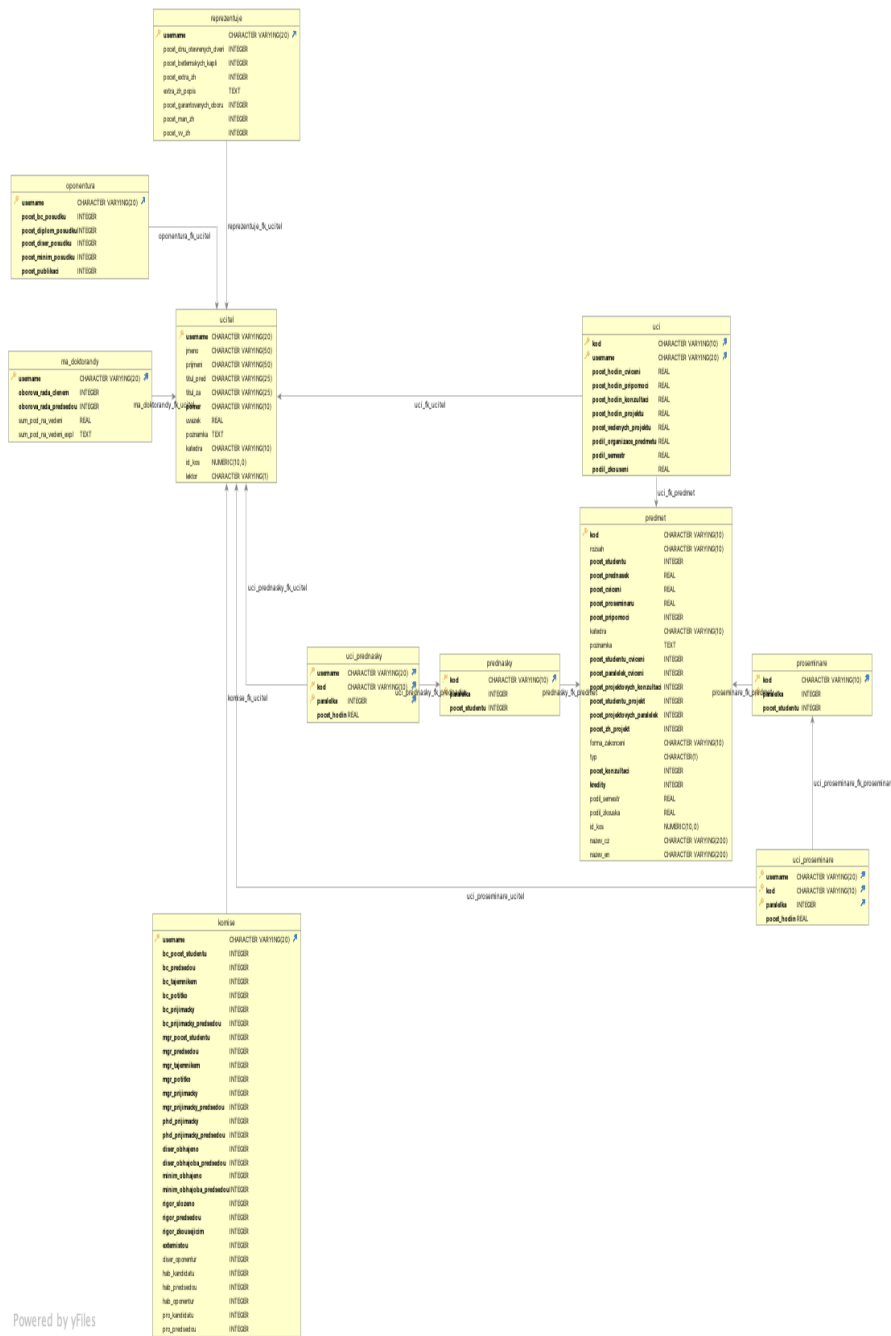 reprezentuje
username CHARACTER VARYING(20)
pocet_dnu_otevrenych_dveri INTEGER
pocet_betlemskych_kapli INTEGER
pocet_extra_zh INTEGER
extra_zh_popis TEXT
pocet_garantovanych_oboru INTEGER
pocet_man_zh INTEGER
pocet_vv_zh INTEGER
oponentura
username CHARACTER VARYING(20)
pocet_bc_posudku INTEGER
pocet_diplom_posudku INTEGER
pocet_diser_posudku INTEGER
pocet_minim_posudku INTEGER
pocet_publikaci INTEGER
reprezentuje_fk_ucitel
oponentura_fk_ucitel
ucitel
username CHARACTER VARYING(20)
jmeno CHARACTER VARYING(50)
prijmeni CHARACTER VARYING(50)
titul_pred CHARACTER VARYING(25)
titul_za CHARACTER VARYING(25)
pomer CHARACTER VARYING(10)
uvazek REAL
poznamka TEXT
katedra CHARACTER VARYING(10)
id_kos NUMERIC(10,0)
lektor CHARACTER VARYING(1)
uci
kod CHARACTER VARYING(10)
username CHARACTER VARYING(20)
pocet_hodin_cviceni REAL
pocet_hodin_pripomoci REAL
pocet_hodin_konzultaci REAL
pocet_hodin_projektu REAL
pocet_vedenych_projektu REAL
podil_organizace_predmetu REAL
podil_semestr REAL
podil_zkouseni REAL
ma_doktorandy
username CHARACTER VARYING(20)
oborova_rada_clenem INTEGER
oborova_rada_predsedou INTEGER
sum_pod_na_vedeni REAL
sum_pod_na_vedeni_expl TEXT
ma_doktorandy_fk_ucitel
uci_fk_ucitel
uci_fk_predmet
predmet
kod CHARACTER VARYING(10)
rozsah CHARACTER VARYING(10)
pocet_studentu INTEGER
pocet_prednasek REAL
pocet_cviceni REAL
pocet_proseminaru REAL
pocet_pripomoci INTEGER
katedra CHARACTER VARYING(10)
poznamka TEXT
pocet_studentu_cviceni INTEGER
pocet_paralelek_cviceni INTEGER
pocet_projektovych_konzultaci INTEGER
pocet_studentu_projekt INTEGER
pocet_projektovych_paralelek INTEGER
pocet_zh_projekt INTEGER
forma_zakonceni CHARACTER VARYING(10)
typ CHARACTER(1)
pocet_konzultaci INTEGER
kredity INTEGER
podil_semestr REAL
podil_zkouska REAL
id_kos NUMERIC(10,0)
nazev_cz CHARACTER VARYING(200)
nazev_en CHARACTER VARYING(200)
uci_prednasky_fk_ucitel
uci_prednasky
username CHARACTER VARYING(20)
kod CHARACTER VARYING(10)
paralelka INTEGER
pocet_hodin REAL
uci_prednasky_fk_prednasky
prednasky
kod CHARACTER VARYING(10)
paralelka INTEGER
pocet_studentu INTEGER
prednasky_fk_predmet
proseminare
kod CHARACTER VARYING(10)
paralelka INTEGER
pocet_studentu INTEGER
proseminare_fk_predmet
komise_fk_ucitel
uci_proseminare_fk_proseminar
uci_proseminare
username CHARACTER VARYING(20)
kod CHARACTER VARYING(10)
paralelka INTEGER
pocet_hodin REAL
uci_proseminare_ucitel
komise
username CHARACTER VARYING(20)
bc_pocet_studentu INTEGER
bc_predsedou INTEGER
bc_tajemnikem INTEGER
bc_potitko INTEGER
bc_prijimacky INTEGER
bc_prijimacky_predsedou INTEGER
mgr_pocet_studentu INTEGER
mgr_predsedou INTEGER
mgr_tajemnikem INTEGER
mgr_potitko INTEGER
mgr_prijimacky INTEGER
mgr_prijimacky_predsedou INTEGER
phd_prijimacky INTEGER
phd_prijimacky_predsedou INTEGER
diser_obhajeno INTEGER
diser_obhajoba_predsedou INTEGER
minim_obhajeno INTEGER
minim_obhajoba_predsedou INTEGER
rigor_slozeno INTEGER
rigor_predsedou INTEGER
rigor_zkousejicim INTEGER
externistou INTEGER
diser_oponentur INTEGER
hab_kandidatu INTEGER
hab_predsedou INTEGER
hab_oponentur INTEGER
pro_kandidatu INTEGER
pro_predsedou INTEGER
Powered by yFiles